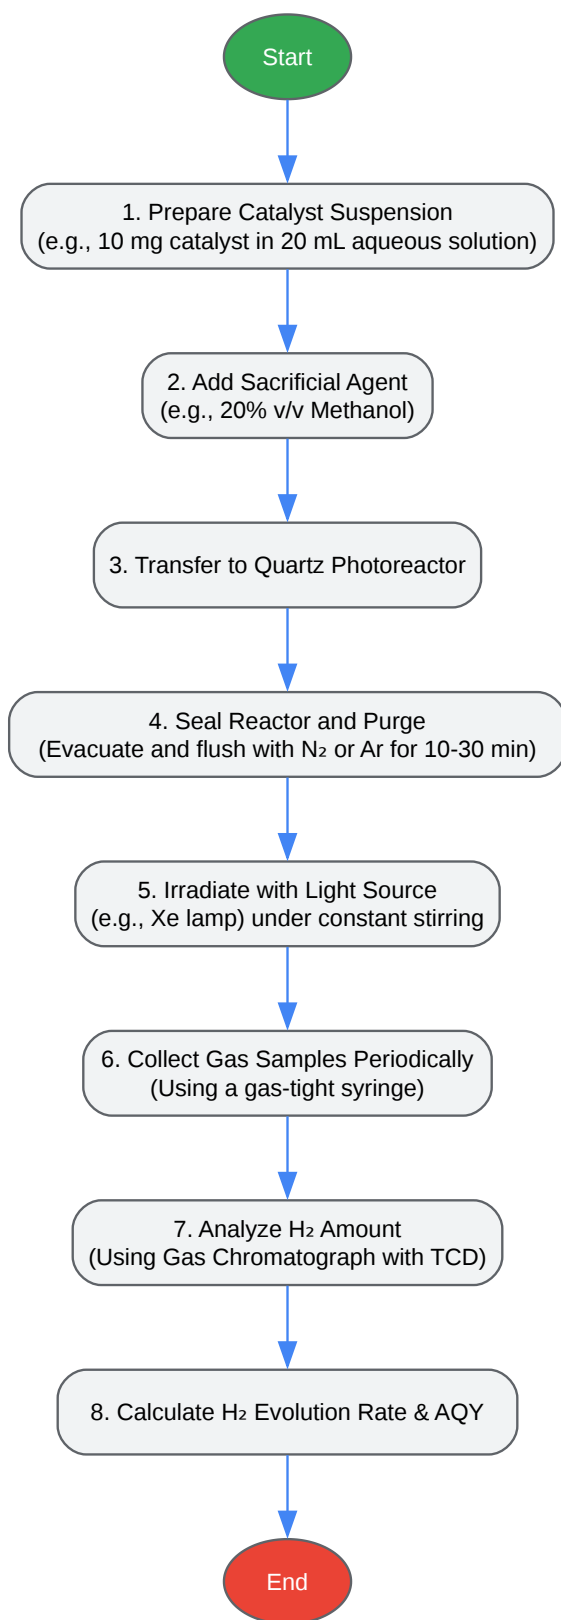 Start
1. Prepare Catalyst Suspension
(e.g., 10 mg catalyst in 20 mL aqueous solution)
2. Add Sacrificial Agent
(e.g., 20% v/v Methanol)
3. Transfer to Quartz Photoreactor
4. Seal Reactor and Purge
(Evacuate and flush with N₂ or Ar for 10-30 min)
5. Irradiate with Light Source
(e.g., Xe lamp) under constant stirring
6. Collect Gas Samples Periodically
(Using a gas-tight syringe)
7. Analyze H₂ Amount
(Using Gas Chromatograph with TCD)
8. Calculate H₂ Evolution Rate & AQY
End